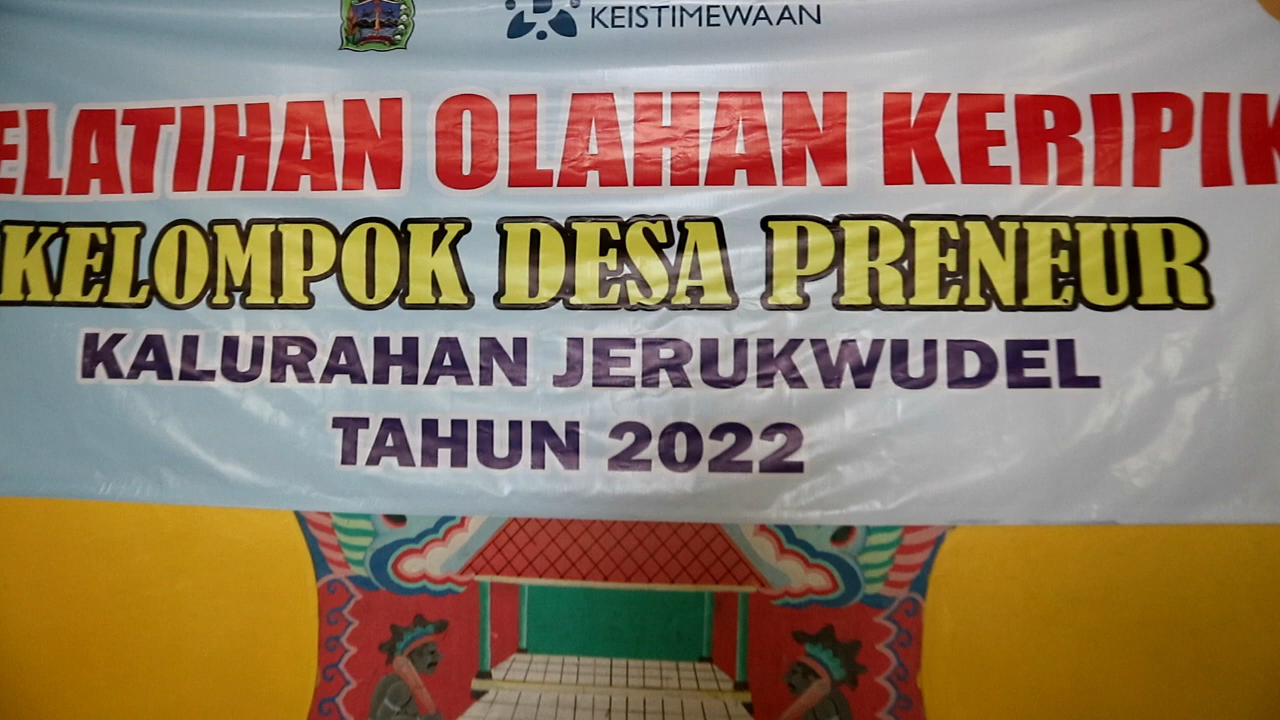 KEISTIMEWAAN
ELATIHAN OLAHAN KERIPIK
KELOMPOK DESA PRENEUR
KALURAHAN JERUKWUDEL
TAHUN 2022